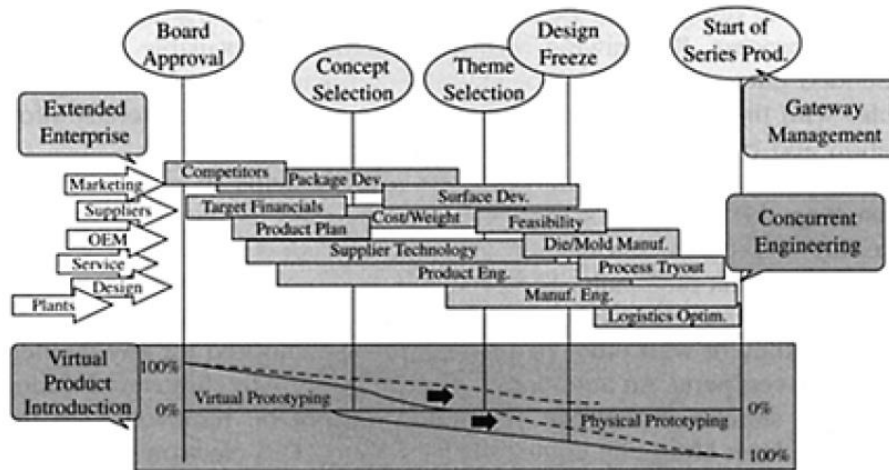 Board
Approval
Concept
Selection
Theme
Selection
Design
Freeze
Start of
Series Prod.
Extended
Enterprise
Gateway
Management
Marketing
Suppliers
OEM
Service
Design
Plants
Competitors
Package Dev.
Surface Dev.
Target Financials
Cost/Weight
Feasibility
Product Plan
Supplier Technology
Die/Mold Manuf.
Product Eng.
Process Tryout
Manuf. Eng.
Logistics Optim.
Concurrent
Engineering
Virtual
Product
Introduction
100%
0%
Virtual Prototyping
Physical Prototyping
0%
100%